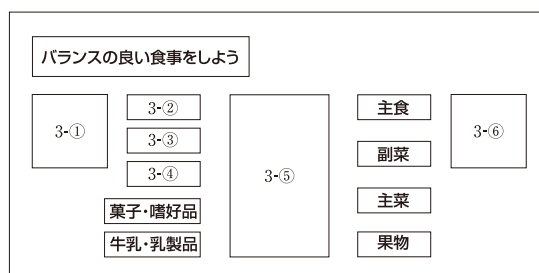 バランスの良い食事をしよう
3-①
3-②
3-③
3-④
菓子・嗜好品
牛乳・乳製品
3-⑤
主食
副菜
主菜
果物
3-⑥